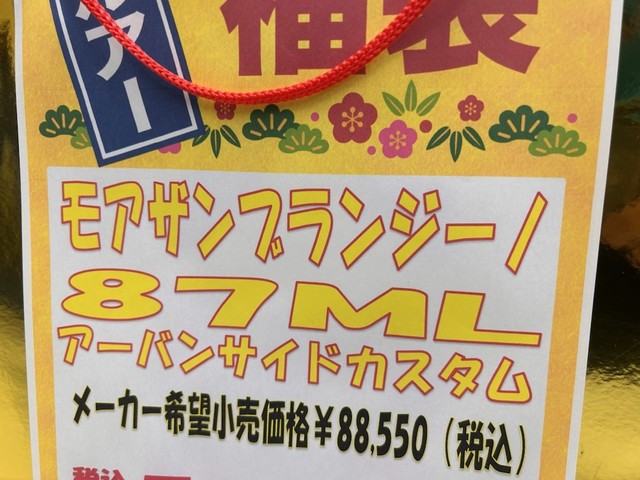 福袋
モアザンブランジーノ
87ML
アーバンサイドカスタム
メーカー希望小売価格¥88,550(税込)
税込